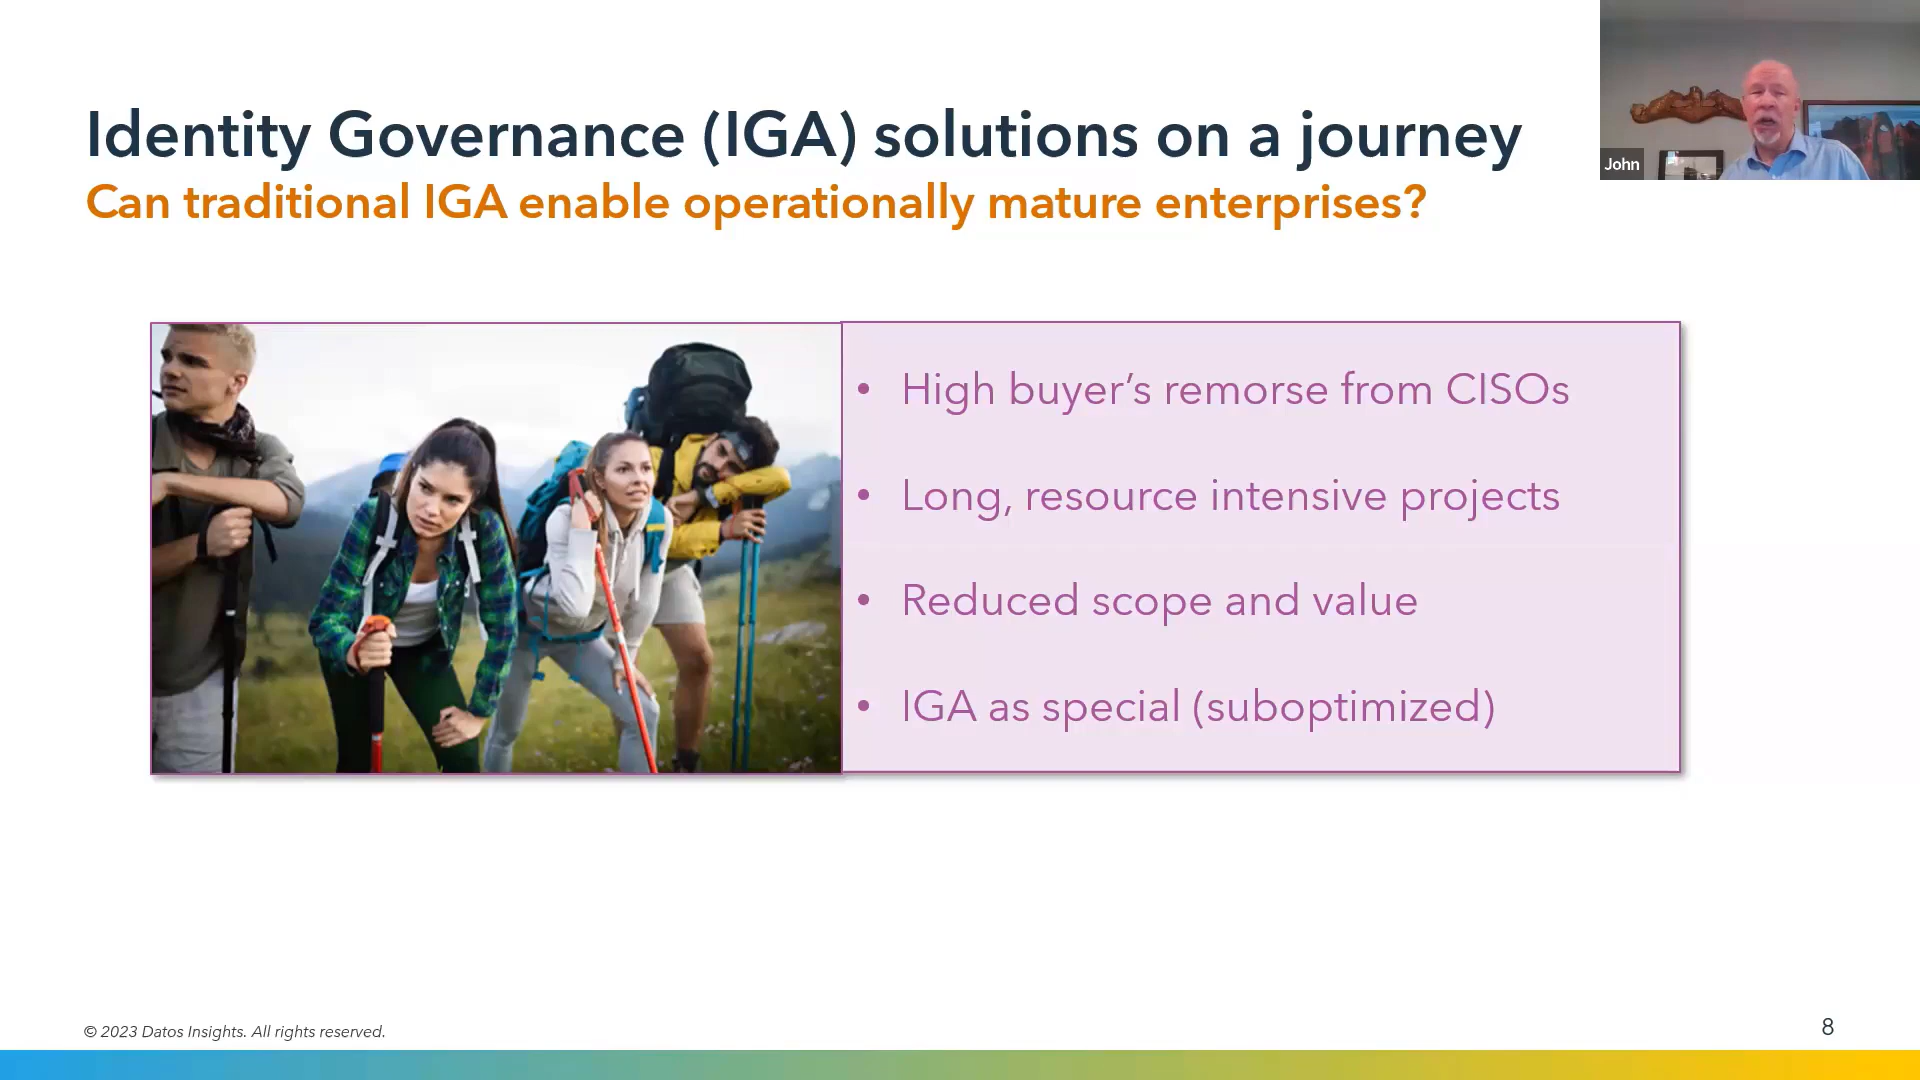 Identity Governance (IGA) solutions on a journey
Can traditional IGA enable operationally mature enterprises?
John
• High buyer’s remorse from CISOs
• Long, resource intensive projects
• Reduced scope and value
• IGA as special (suboptimized)
© 2023 Datos Insights. All rights reserved.
8